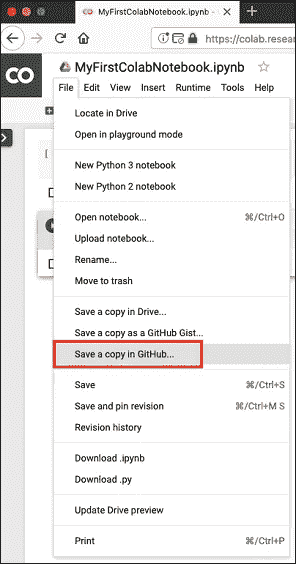 MyFirstColabNotebook.ipynb
https://colab.resea
CO
MyFirstColabNotebook.ipynb
File Edit View Insert Runtime Tools Help
Locate in Drive
Open in playground mode
New Python 3 notebook
New Python 2 notebook
Open notebook... ⌘/Ctrl+O
Upload notebook...
Rename...
Move to trash
Save a copy in Drive...
Save a copy as a GitHub Gist...
Save a copy in GitHub...
Save ⌘/Ctrl+S
Save and pin revision ⌘/Ctrl+M S
Revision history
Download .ipynb
Download .py
Update Drive preview
Print ⌘/Ctrl+P